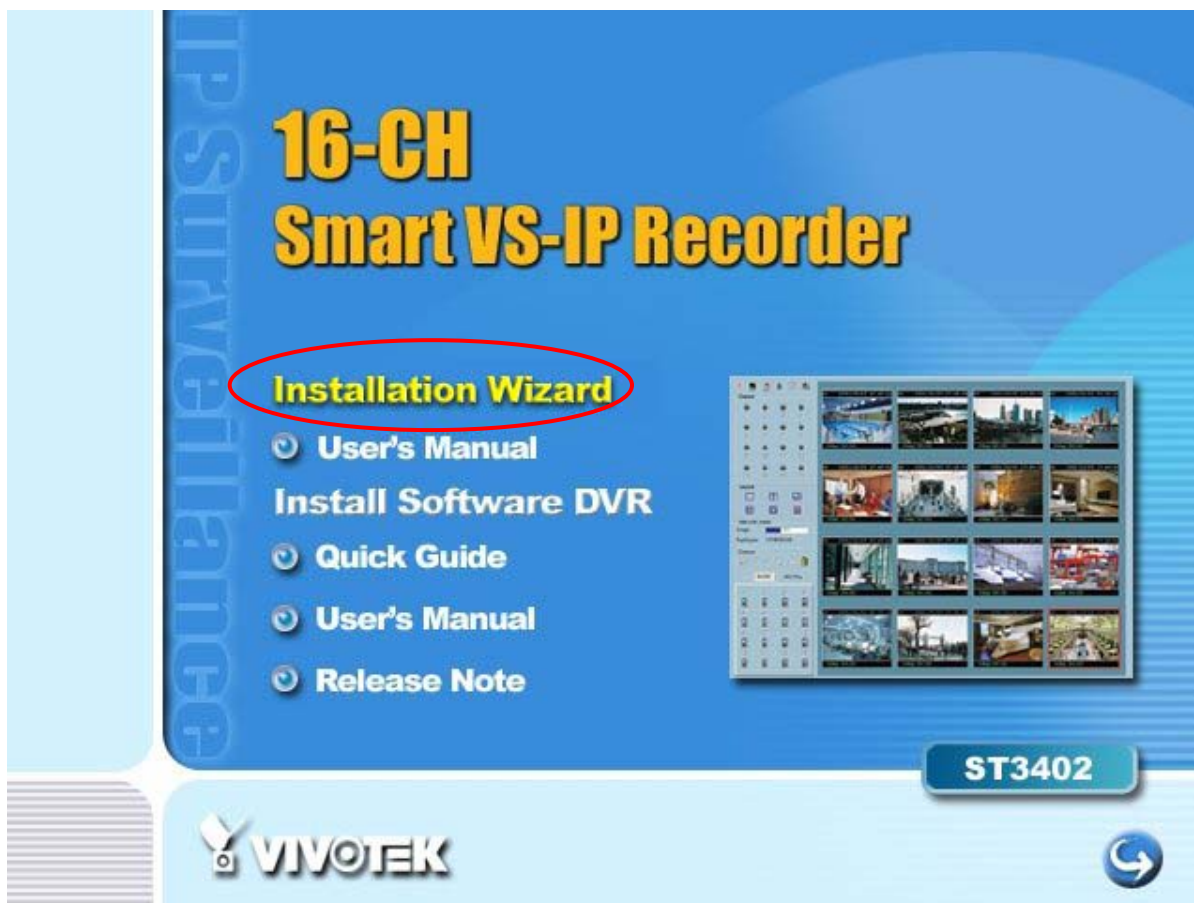 IP Surveillance
16-CH
Smart VS-IP Recorder
Installation Wizard
User's Manual
Install Software DVR
Quick Guide
User's Manual
Release Note
ST3402
VIVOTEK